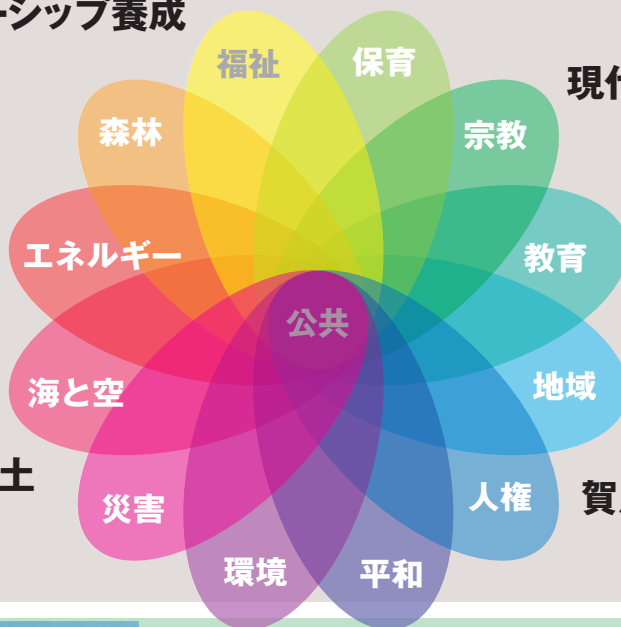 ーシップ養成
福祉
保育
現代
森林
宗教
エネルギー
教育
公共
海と空
地域
土
災害
人権
賀
環境
平和